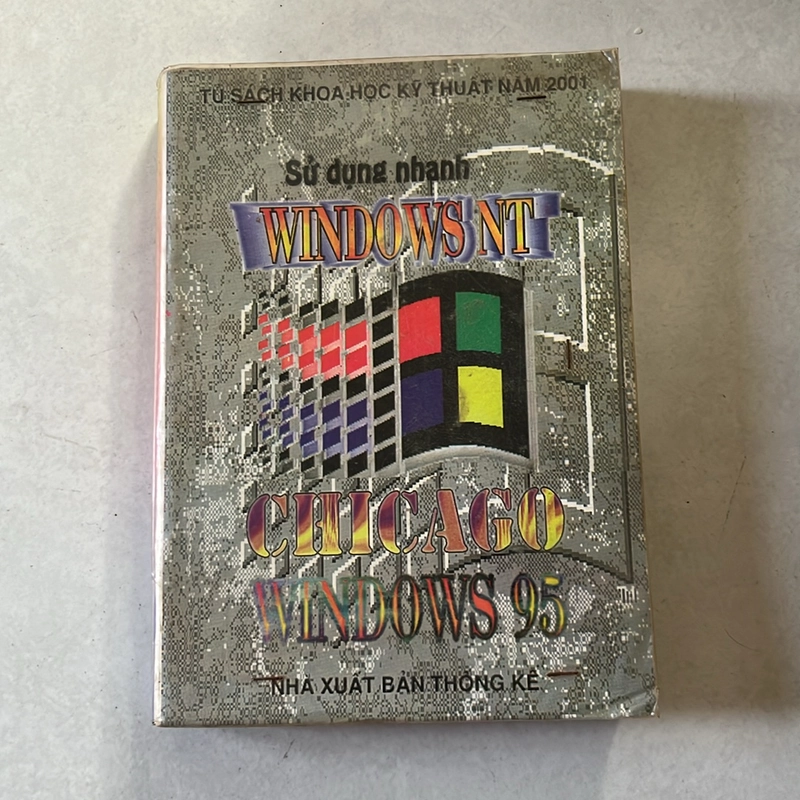 TỦ SÁCH KHOA HỌC KỸ THUẬT NĂM 2001
Sử dụng nhanh
WINDOWS NT
CHICAGO
WINDOWS 95
NHÀ XUẤT BẢN THỐNG KÊ